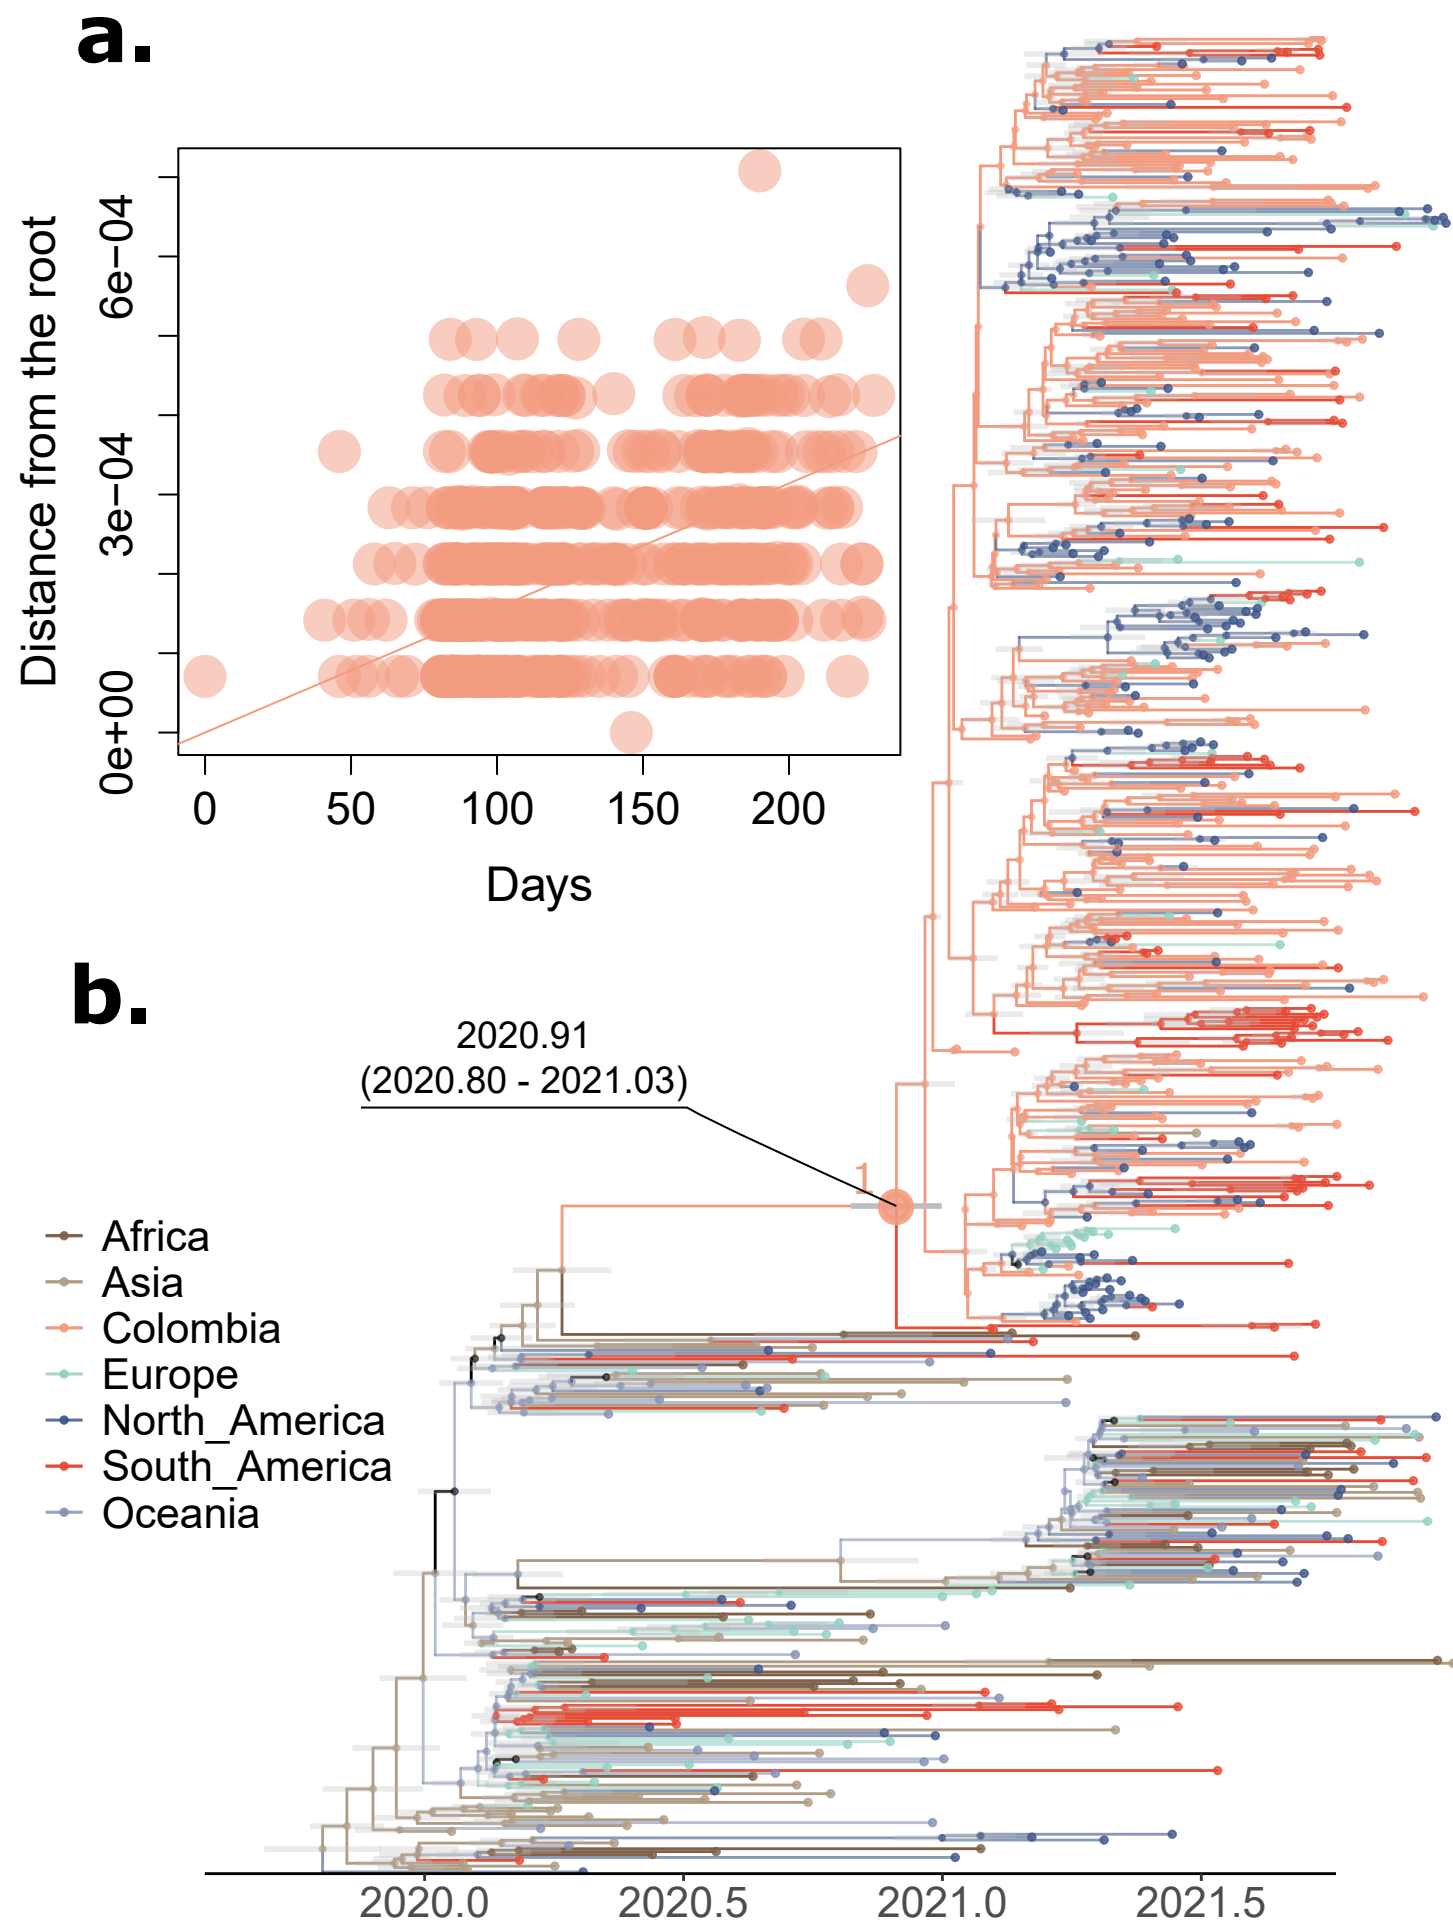 a.
Distance from the root
0e+00
3e−04
6e−04
0
50
100
150
200
Days
b.
2020.91
(2020.80 - 2021.03)
1
Africa
Asia
Colombia
Europe
North_America
South_America
Oceania
2020.0
2020.5
2021.0
2021.5